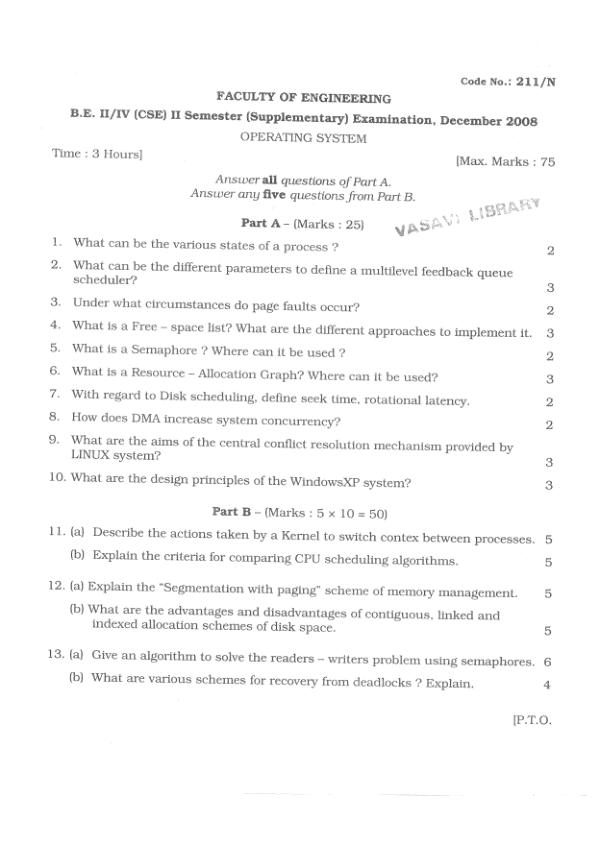 Code No.: 211/N
FACULTY OF ENGINEERING
B.E. II/IV (CSE) II Semester (Supplementary) Examination, December 2008
OPERATING SYSTEM
Time : 3 Hours] [Max. Marks : 75
Answer all questions of Part A.
Answer any five questions from Part B.
VASAVI LIBRARY
Part A – (Marks : 25)
1. What can be the various states of a process ? 2
2. What can be the different parameters to define a multilevel feedback queue
scheduler? 3
3. Under what circumstances do page faults occur? 2
4. What is a Free – space list? What are the different approaches to implement it. 3
5. What is a Semaphore ? Where can it be used ? 2
6. What is a Resource – Allocation Graph? Where can it be used? 3
7. With regard to Disk scheduling, define seek time, rotational latency. 2
8. How does DMA increase system concurrency? 2
9. What are the aims of the central conflict resolution mechanism provided by
LINUX system? 3
10. What are the design principles of the WindowsXP system? 3
Part B – (Marks : 5 × 10 = 50)
11. (a) Describe the actions taken by a Kernel to switch contex between processes. 5
(b) Explain the criteria for comparing CPU scheduling algorithms. 5
12. (a) Explain the “Segmentation with paging” scheme of memory management. 5
(b) What are the advantages and disadvantages of contiguous, linked and
indexed allocation schemes of disk space. 5
13. (a) Give an algorithm to solve the readers – writers problem using semaphores. 6
(b) What are various schemes for recovery from deadlocks ? Explain. 4
[P.T.O.